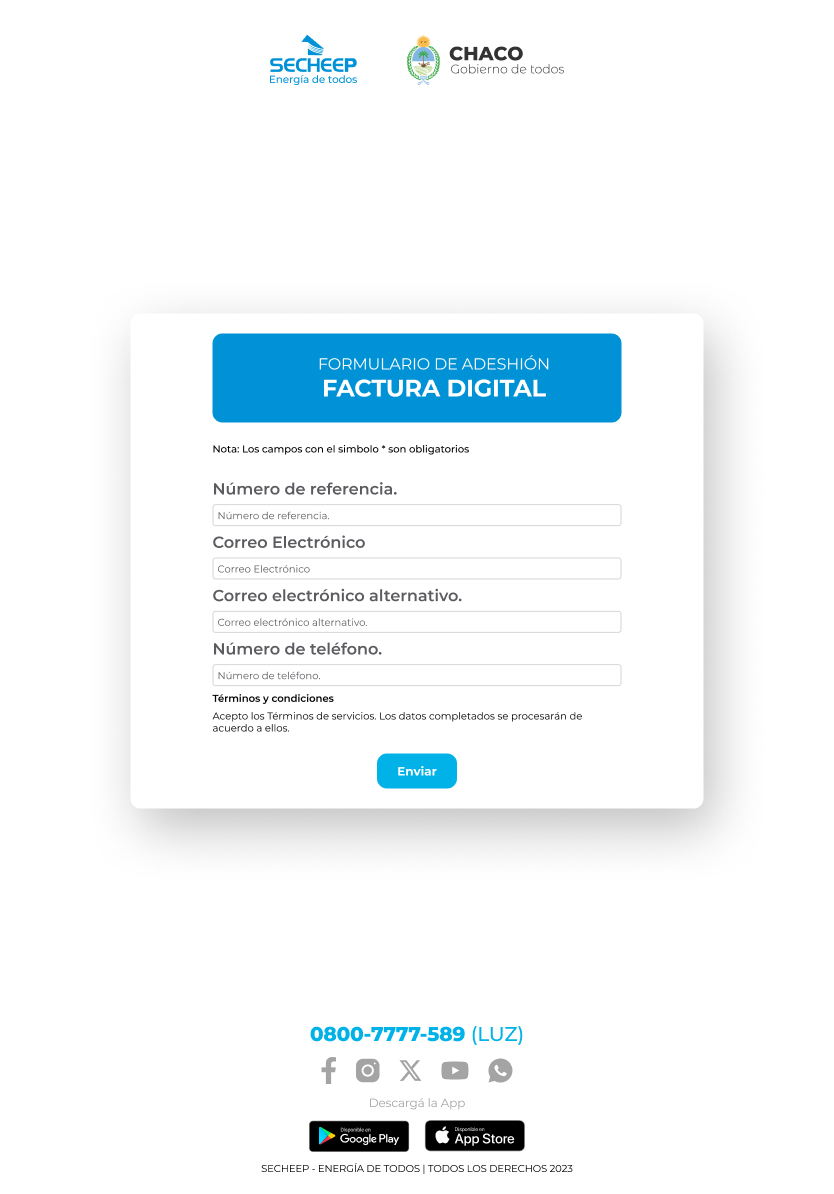 SECHEEP
Energía de todos
CHACO
Gobierno de todos
FORMULARIO DE ADESHIÓN
FACTURA DIGITAL
Nota: Los campos con el simbolo * son obligatorios
Número de referencia.
Número de referencia.
Correo Electrónico
Correo Electrónico
Correo electrónico alternativo.
Correo electrónico alternativo.
Número de teléfono.
Número de teléfono.
Términos y condiciones
Acepto los Términos de servicios. Los datos completados se procesarán de
acuerdo a ellos.
Enviar
0800-7777-589 (LUZ)
Descargá la App
Disponible en
Google Play
Disponible en
App Store
SECHEEP - ENERGÍA DE TODOS | TODOS LOS DERECHOS 2023